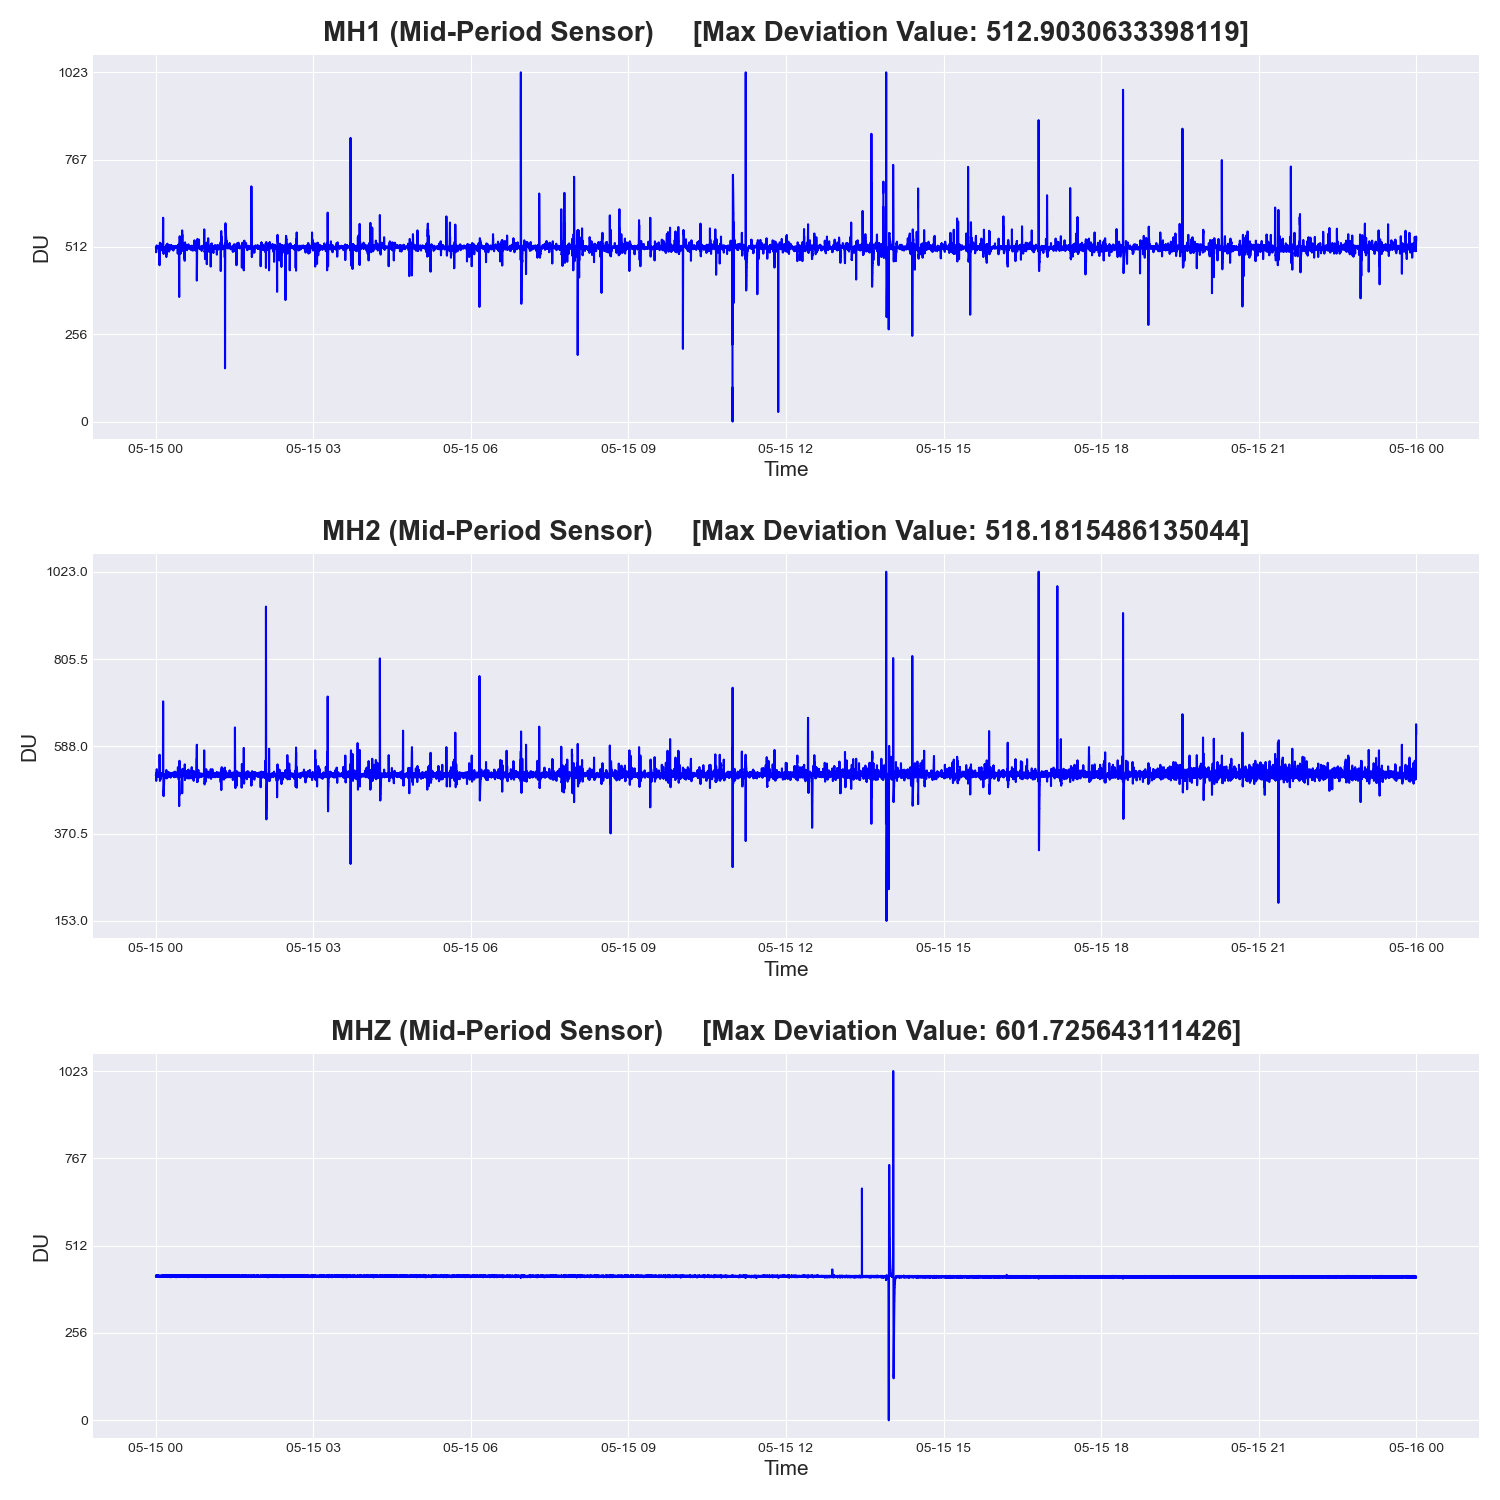 MH1 (Mid-Period Sensor) [Max Deviation Value: 512.9030633398119]
1023
767
512
256
0
DU
05-15 00 05-15 03 05-15 06 05-15 09 05-15 12 05-15 15 05-15 18 05-15 21 05-16 00
Time
MH2 (Mid-Period Sensor) [Max Deviation Value: 518.1815486135044]
1023.0
805.5
588.0
370.5
153.0
DU
05-15 00 05-15 03 05-15 06 05-15 09 05-15 12 05-15 15 05-15 18 05-15 21 05-16 00
Time
MHZ (Mid-Period Sensor) [Max Deviation Value: 601.725643111426]
1023
767
512
256
0
DU
05-15 00 05-15 03 05-15 06 05-15 09 05-15 12 05-15 15 05-15 18 05-15 21 05-16 00
Time